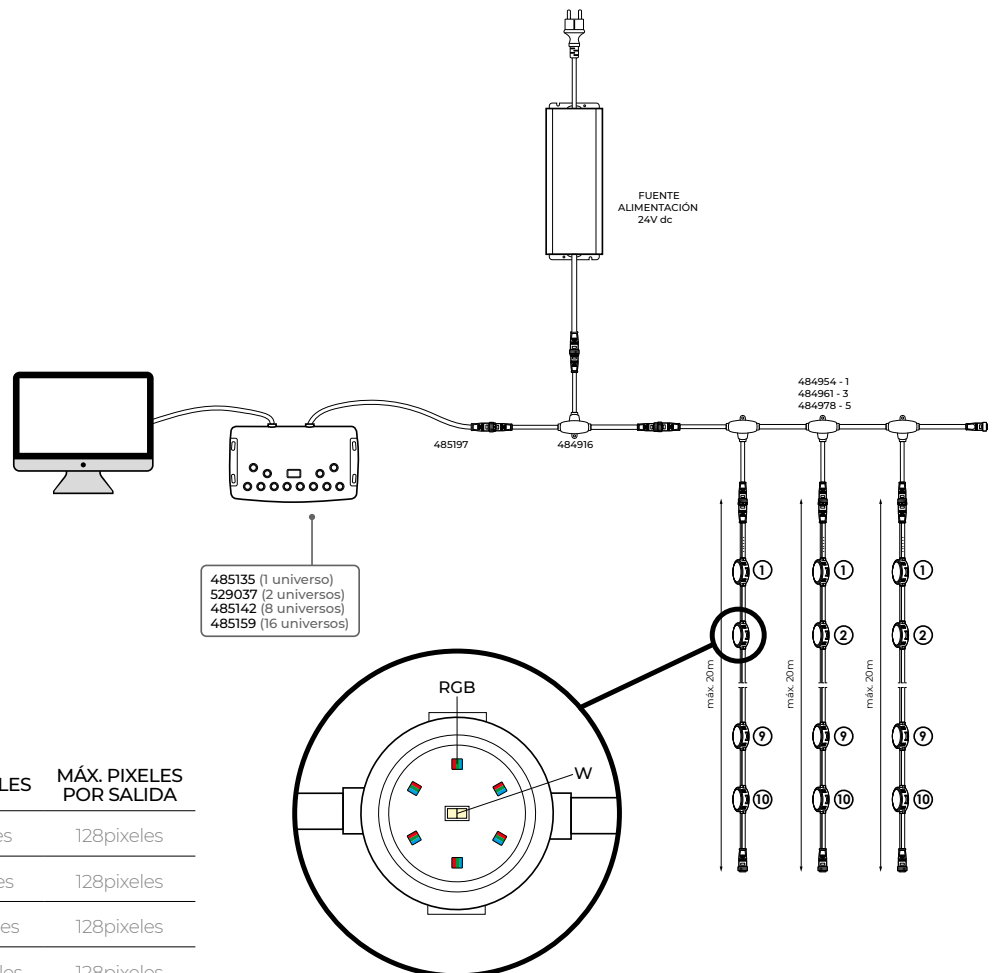 FUENTE
ALIMENTACIÓN
24V dc
484954 - 1
484961 - 3
484978 - 5
485197
484916
485135 (1 universo)
529037 (2 universos)
485142 (8 universos)
485159 (16 universos)
1
1
1
2
2
máx. 20m
máx. 20m
máx. 20m
9
9
9
10
10
10
RGB
W
MÁX. PIXELES
POR SALIDA
128pixeles
128pixeles
128pixeles
128pixeles